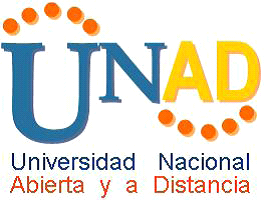 UNAD
Universidad Nacional
Abierta y a Distancia